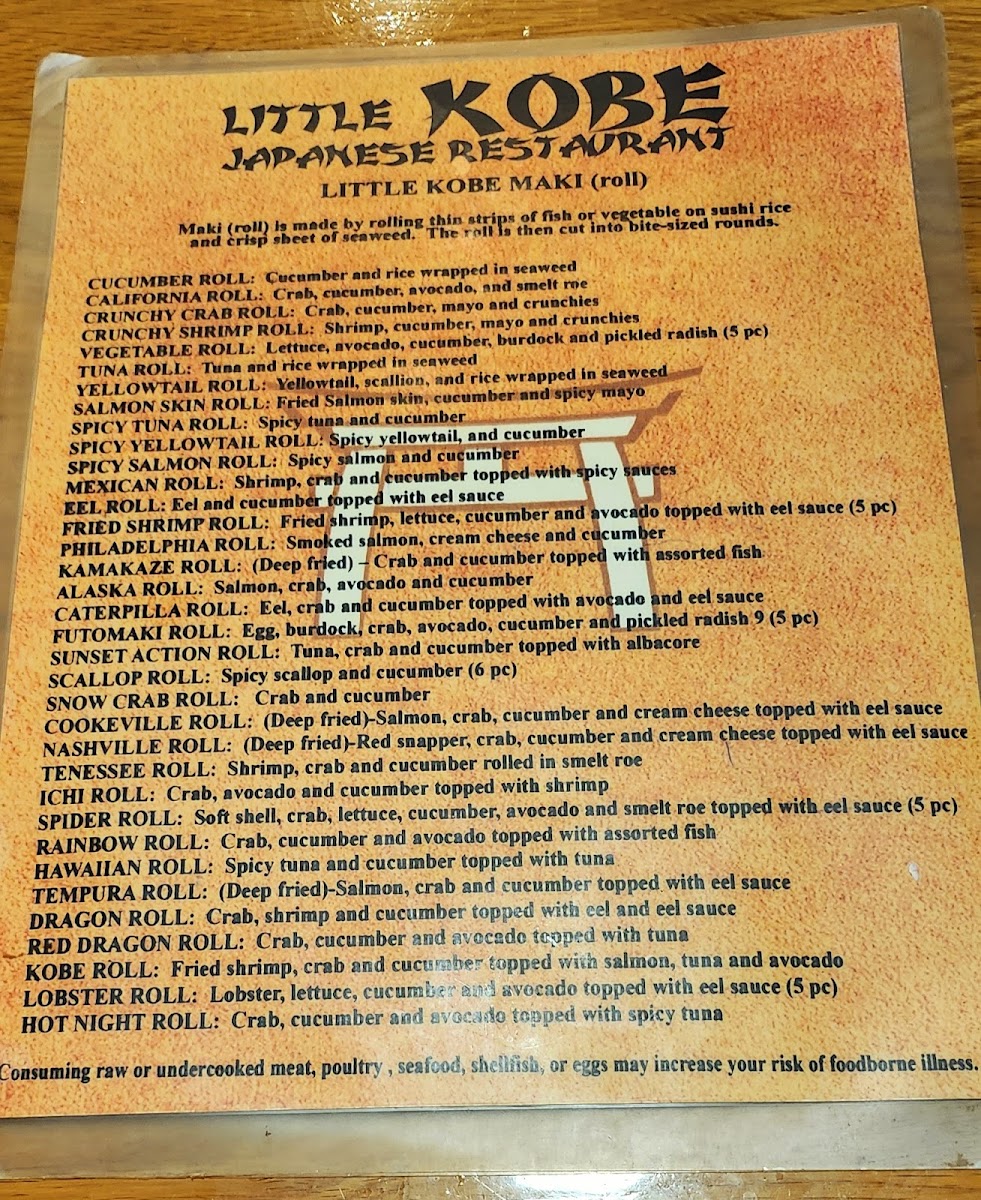 LITTLE KOBE
JAPANESE RESTAURANT
LITTLE KOBE MAKI (roll)
Maki (roll) is made by rolling thin strips of fish or vegetable on sushi rice
and crisp sheet of seaweed. The roll is then cut into bite-sized rounds.
CUCUMBER ROLL: Cucumber and rice wrapped in seaweed
CALIFORNIA ROLL: Crab, cucumber, avocado, and smelt roe
CRUNCHY CRAB ROLL: Crab, cucumber, mayo and crunchies
CRUNCHY SHRIMP ROLL: Shrimp, cucumber, mayo and crunchies
VEGETABLE ROLL: Lettuce, avocado, cucumber, burdock and pickled radish (5 pc)
TUNA ROLL: Tuna and rice wrapped in seaweed
YELLOWTAIL ROLL: Yellowtail, scallion, and rice wrapped in seaweed
SALMON SKIN ROLL: Fried Salmon skin, cucumber and spicy mayo
SPICY TUNA ROLL: Spicy tuna and cucumber
SPICY YELLOWTAIL ROLL: Spicy yellowtail, and cucumber
SPICY SALMON ROLL: Spicy salmon and cucumber
MEXICAN ROLL: Shrimp, crab and cucumber topped with spicy sauces
EEL ROLL: Eel and cucumber topped with eel sauce
FRIED SHRIMP ROLL: Fried shrimp, lettuce, cucumber and avocado topped with eel sauce (5 pc)
PHILADELPHIA ROLL: Smoked salmon, cream cheese and cucumber
KAMAKAZE ROLL: (Deep fried) – Crab and cucumber topped with assorted fish
ALASKA ROLL: Salmon, crab, avocado and cucumber
CATERPILLA ROLL: Eel, crab and cucumber topped with avocado and eel sauce
FUTOMAKI ROLL: Egg, burdock, crab, avocado, cucumber and pickled radish 9 (5 pc)
SUNSET ACTION ROLL: Tuna, crab and cucumber topped with albacore
SCALLOP ROLL: Spicy scallop and cucumber (6 pc)
SNOW CRAB ROLL: Crab and cucumber
COOKEVILLE ROLL: (Deep fried)-Salmon, crab, cucumber and cream cheese topped with eel sauce
NASHVILLE ROLL: (Deep fried)-Red snapper, crab, cucumber and cream cheese topped with eel sauce
TENESSEE ROLL: Shrimp, crab and cucumber rolled in smelt roe
ICHI ROLL: Crab, avocado and cucumber topped with shrimp
SPIDER ROLL: Soft shell, crab, lettuce, cucumber, avocado and smelt roe topped with eel sauce (5 pc)
RAINBOW ROLL: Crab, cucumber and avocado topped with assorted fish
HAWAIIAN ROLL: Spicy tuna and cucumber topped with tuna
TEMPURA ROLL: (Deep fried)-Salmon, crab and cucumber topped with eel sauce
DRAGON ROLL: Crab, shrimp and cucumber topped with eel and eel sauce
RED DRAGON ROLL: Crab, cucumber and avocado topped with tuna
KOBE ROLL: Fried shrimp, crab and cucumber topped with salmon, tuna and avocado
LOBSTER ROLL: Lobster, lettuce, cucumber and avocado topped with eel sauce (5 pc)
HOT NIGHT ROLL: Crab, cucumber and avocado topped with spicy tuna
Consuming raw or undercooked meat, poultry , seafood, shellfish, or eggs may increase your risk of foodborne illness.